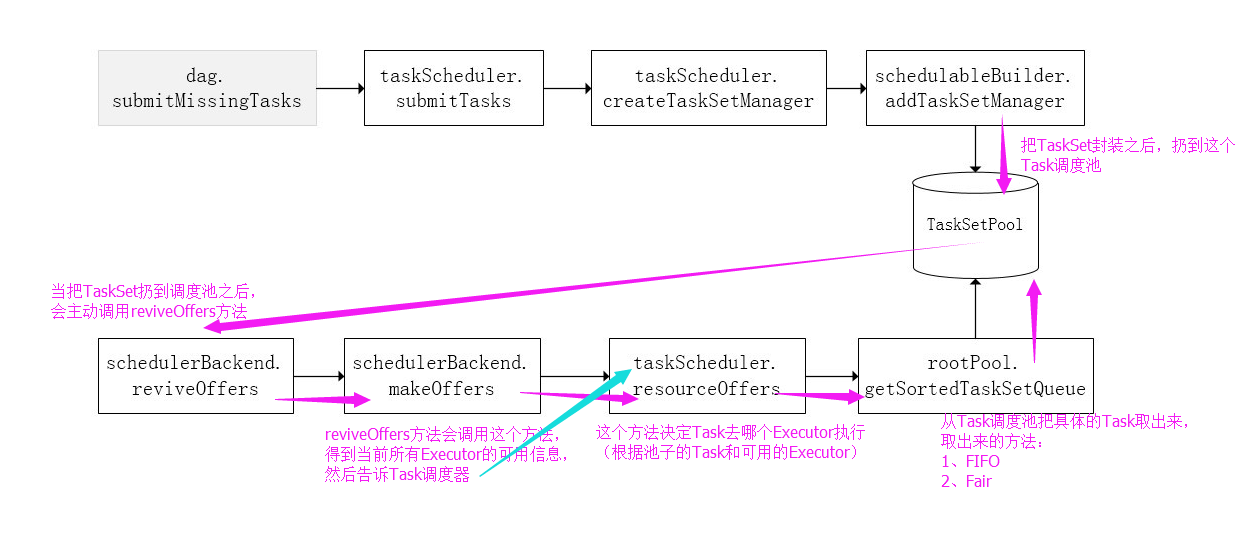 dag.
submitMissingTasks
taskScheduler.
submitTasks
taskScheduler.
createTaskSetManager
schedulableBuilder.
addTaskSetManager
把TaskSet封装之后，扔到这个
Task调度池
TaskSetPool
当把TaskSet扔到调度池之后，
会主动调用reviveOffers方法
schedulerBackend.
reviveOffers
schedulerBackend.
makeOffers
taskScheduler.
resourceOffers
rootPool.
getSortedTaskSetQueue
reviveOffers方法会调用这个方法，
得到当前所有Executor的可用信息，
然后告诉Task调度器
这个方法决定Task去哪个Executor执行
（根据池子的Task和可用的Executor）
从Task调度池把具体的Task取出来，
取出来的方法：
1、FIFO
2、Fair